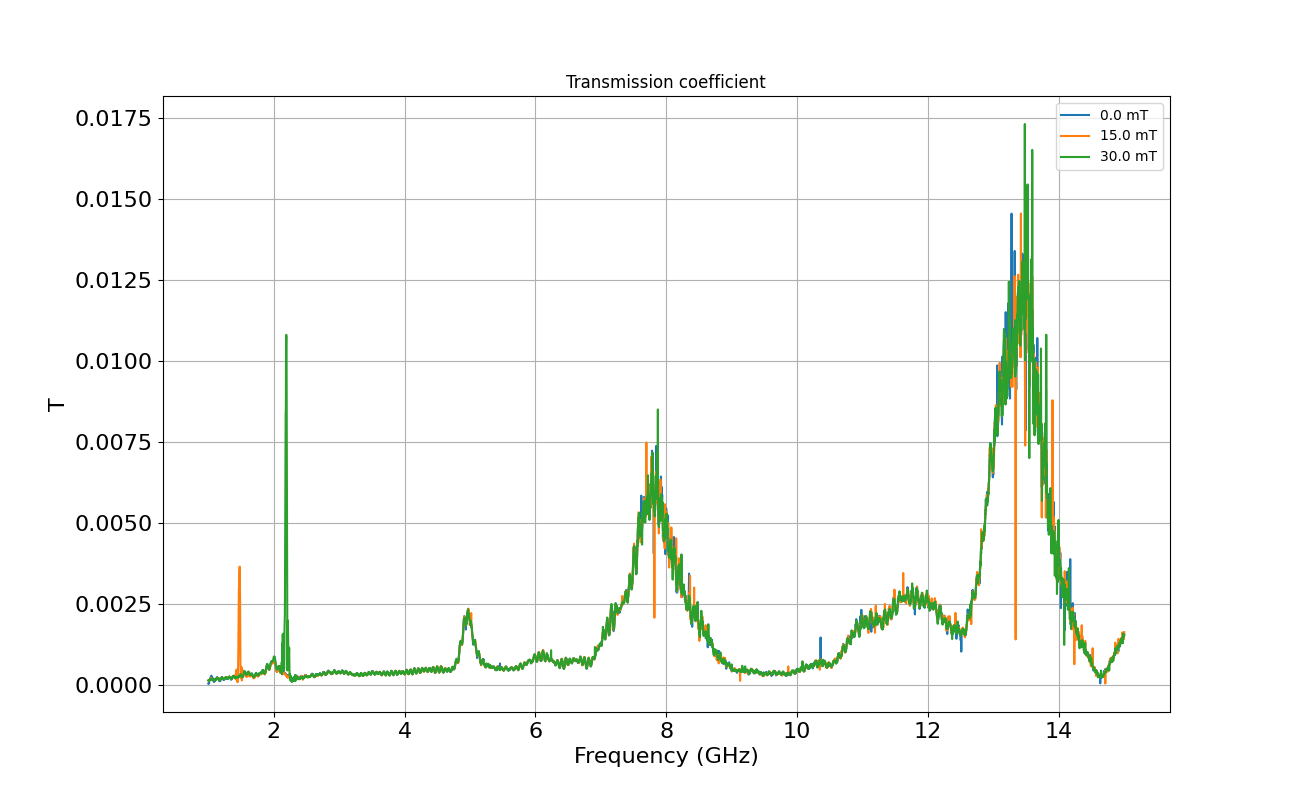 Transmission coefficient
0.0175
0.0150
0.0125
0.0100
0.0075
0.0050
0.0025
0.0000
T
0.0 mT
15.0 mT
30.0 mT
2 4 6 8 10 12 14
Frequency (GHz)